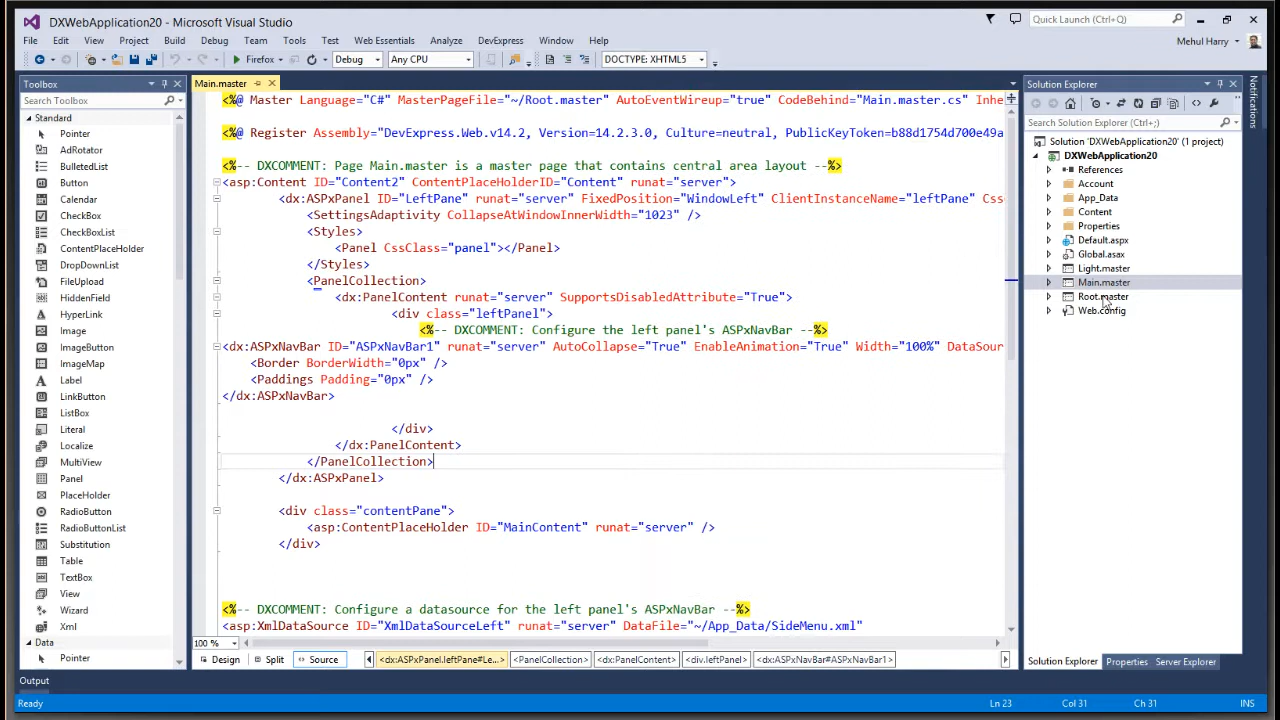 DXWebApplication20 - Microsoft Visual Studio
Quick Launch (Ctrl+;)
File Edit View Project Build Debug Team Tools Test Web Essentials Analyze DevExpress Window Help
Mehul Harry
Firefox Debug Any CPU DOCTYPE: XHTML5
Toolbox
Search Toolbox
Standard
Pointer
AdRotator
BulletedList
Button
Calendar
CheckBox
CheckBoxList
ContentPlaceHolder
DropDownList
FileUpload
HiddenField
HyperLink
Image
ImageButton
ImageMap
Label
LinkButton
ListBox
Literal
Localize
MultiView
Panel
PlaceHolder
RadioButton
RadioButtonList
Substitution
Table
TextBox
View
Wizard
Xml
Data
Pointer
Main.master
<%@ Master Language="C#" MasterPageFile="~/Root.master" AutoEventWireup="true" CodeBehind="Main.master.cs" Inhe
<%@ Register Assembly="DevExpress.Web.v14.2, Version=14.2.3.0, Culture=neutral, PublicKeyToken=b88d1754d700e49a
<%-- DXCOMMENT: Page Main.master is a master page that contains central area layout --%>
<asp:Content ID="Content2" ContentPlaceHolderID="Content" runat="server">
<dx:ASPxPanel ID="LeftPane" runat="server" FixedPosition="WindowLeft" ClientInstanceName="leftPane" Css
<SettingsAdaptivity CollapseAtWindowInnerWidth="1023" />
<Styles>
<Panel CssClass="panel"></Panel>
</Styles>
<PanelCollection>
<dx:PanelContent runat="server" SupportsDisabledAttribute="True">
<div class="leftPanel">
<%-- DXCOMMENT: Configure the left panel's ASPxNavBar --%>
<dx:ASPxNavBar ID="ASPxNavBar1" runat="server" AutoCollapse="True" EnableAnimation="True" Width="100%" DataSour
<Border BorderWidth="0px" />
<Paddings Padding="0px" />
</dx:ASPxNavBar>
</div>
</dx:PanelContent>
</PanelCollection>
</dx:ASPxPanel>
<div class="contentPane">
<asp:ContentPlaceHolder ID="MainContent" runat="server" />
</div>
<%-- DXCOMMENT: Configure a datasource for the left panel's ASPxNavBar --%>
<asp:XmlDataSource ID="XmlDataSourceLeft" runat="server" DataFile="~/App_Data/SideMenu.xml"
100 %
Design Split Source <dx:ASPxPanel.leftPane#Le...> <PanelCollection> <dx:PanelContent> <div.leftPanel> <dx:ASPxNavBar#ASPxNavBar1>
Solution Explorer
Search Solution Explorer (Ctrl+;)
Solution 'DXWebApplication20' (1 project)
DXWebApplication20
References
Account
App_Data
Content
Properties
Default.aspx
Global.asax
Light.master
Main.master
Root.master
Web.config
Solution Explorer Properties Server Explorer
Notifications
Output
Ready Ln 23 Col 31 Ch 31 INS